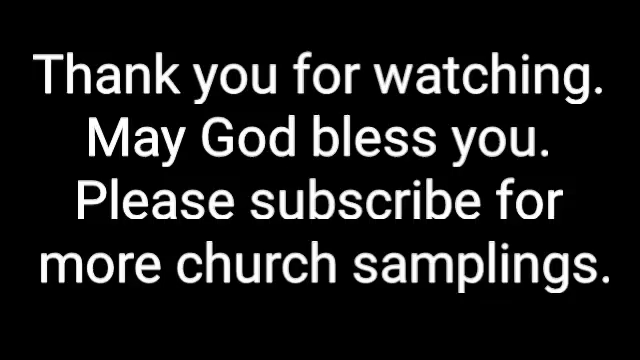 Thank you for watching.
May God bless you.
Please subscribe for
more church samplings.